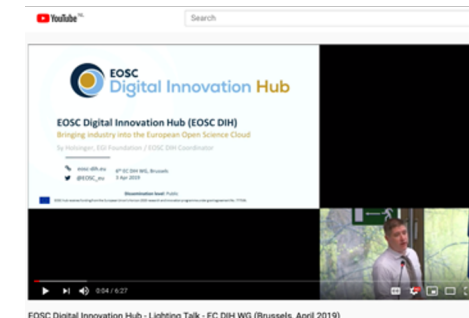 YouTube NL
Search
EOSC
Digital Innovation Hub
EOSC Digital Innovation Hub (EOSC DIH)
Bringing industry into the European Open Science Cloud
Sy Holsinger, EGI Foundation / EOSC DIH Coordinator
eosc-dih.eu
@EOSC_eu
6th EC DIH WG, Brussels
3 Apr 2019
Dissemination level: Public
0:04 / 6:27
EOSC Digital Innovation Hub - Lighting Talk - EC DIH WG (Brussels, April 2019)